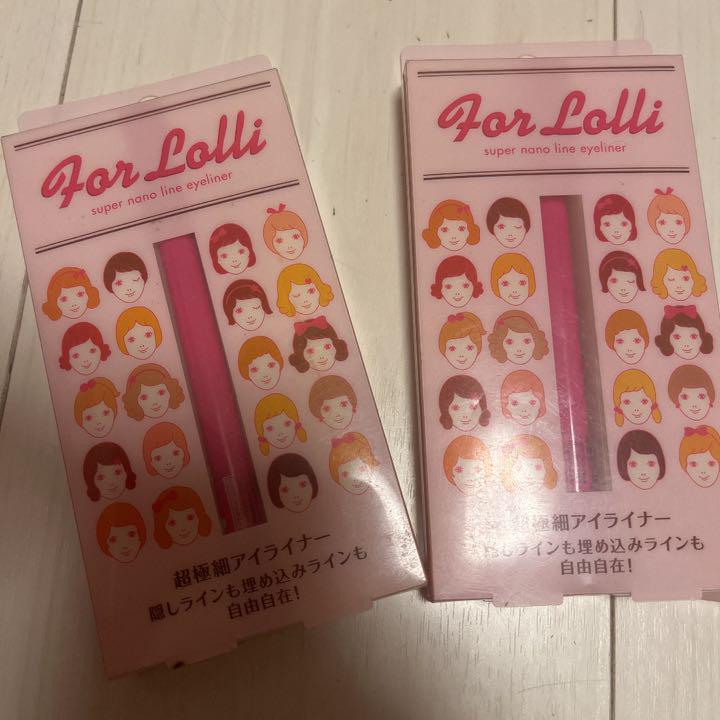 For Lolli
super nano line eyeliner
超極細アイライナー
隠しラインも埋め込みラインも
自由自在!
For Lolli
super nano line eyeliner
超極細アイライナー
隠しラインも埋め込みラインも
自由自在!